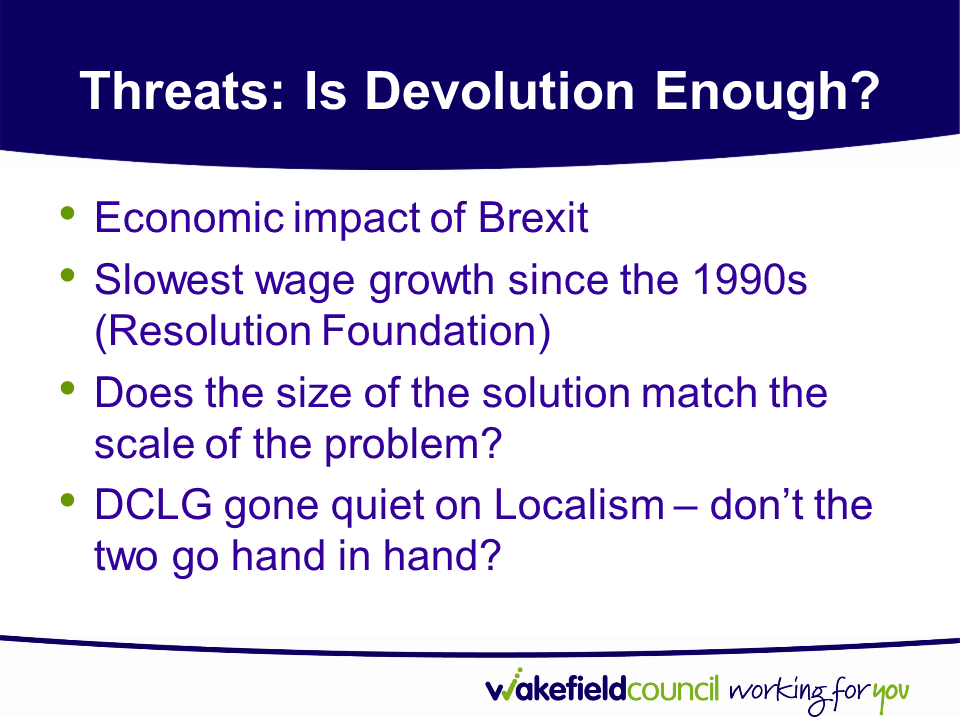 Threats: Is Devolution Enough?
• Economic impact of Brexit
• Slowest wage growth since the 1990s
(Resolution Foundation)
• Does the size of the solution match the
scale of the problem?
• DCLG gone quiet on Localism – don’t the
two go hand in hand?
wakefieldcouncil working for you